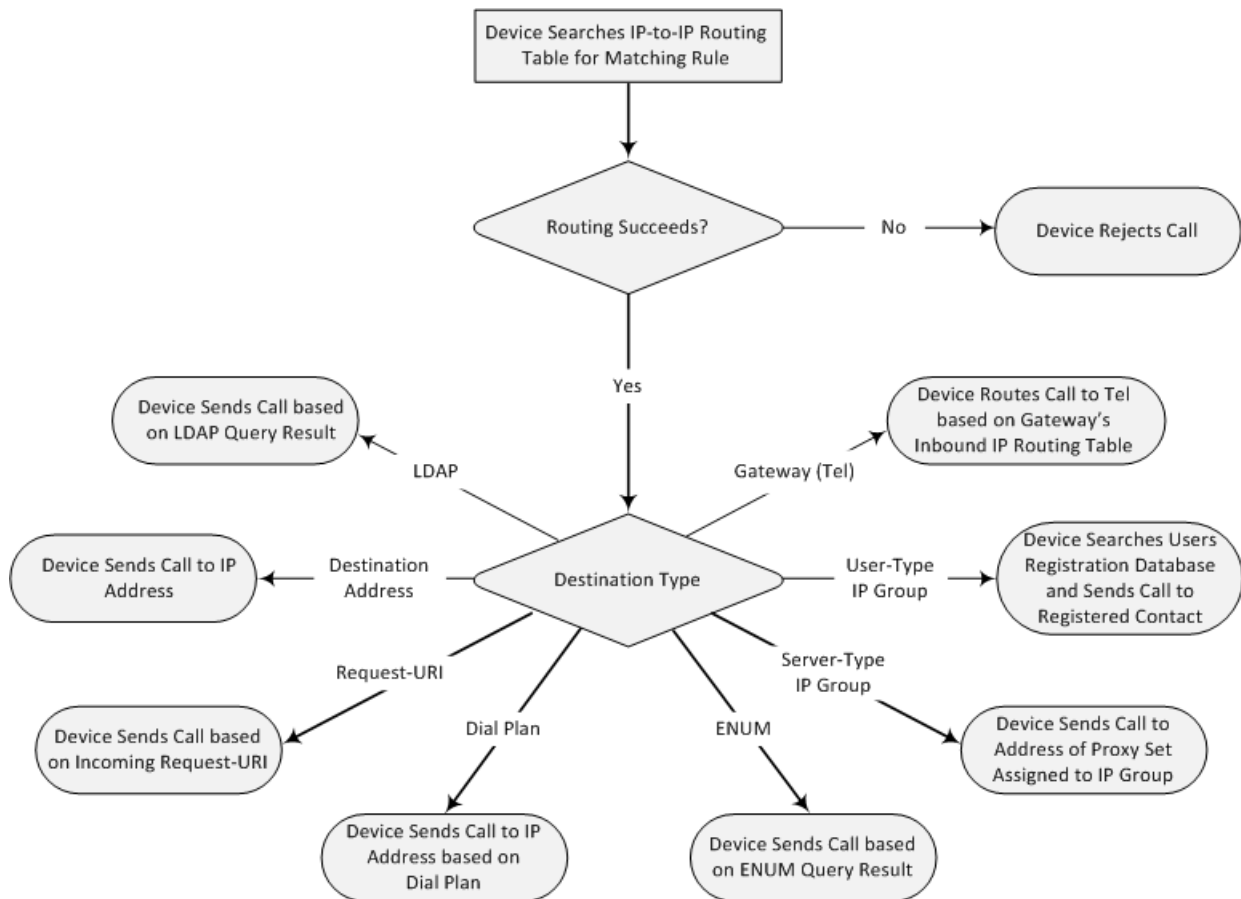 Device Searches IP-to-IP Routing
Table for Matching Rule
Routing Succeeds?
No
Device Rejects Call
Yes
Device Sends Call based
on LDAP Query Result
LDAP
Gateway (Tel)
Device Routes Call to Tel
based on Gateway's
Inbound IP Routing Table
Device Sends Call to IP
Address
Destination
Address
Destination Type
User-Type
IP Group
Device Searches Users
Registration Database
and Sends Call to
Registered Contact
Request-URI
Server-Type
IP Group
Device Sends Call based
on Incoming Request-URI
Dial Plan
ENUM
Device Sends Call to
Address of Proxy Set
Assigned to IP Group
Device Sends Call to IP
Address based on
Dial Plan
Device Sends Call based
on ENUM Query Result